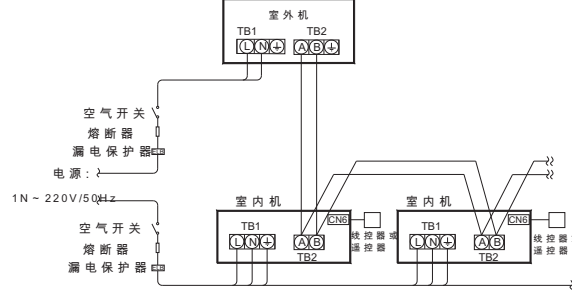 室外机
TB1 TB2
L N A B
空气开关
熔断器
漏电保护器
电源:
1N ~ 220V/50Hz
空气开关
熔断器
漏电保护器
室内机
CN6
TB1
L N A B
TB2
线控器或
遥控器
室内机
CN6
TB1
L N A B
TB2
线控器
遥控器